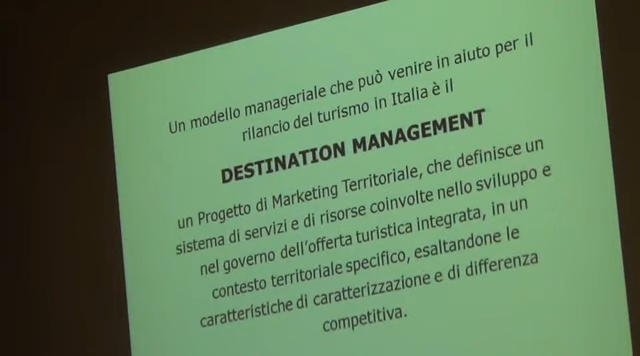 Un modello manageriale che può venire in aiuto per il
rilancio del turismo in Italia è il
DESTINATION MANAGEMENT
un Progetto di Marketing Territoriale, che definisce un
sistema di servizi e di risorse coinvolte nello sviluppo e
nel governo dell'offerta turistica integrata, in un
contesto territoriale specifico, esaltandone le
caratteristiche di caratterizzazione e di differenza
competitiva.